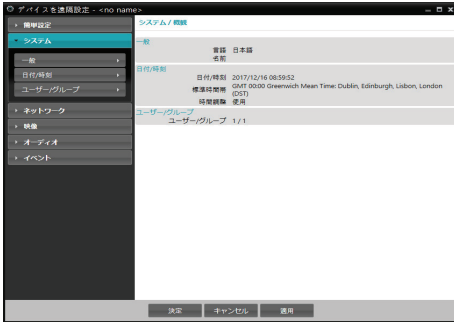 デバイスを遠隔設定 - <no name>
簡単設定
システム
一般
日付/時刻
ユーザー/グループ
ネットワーク
映像
オーディオ
イベント
システム / 概観
一般
言語 日本語
名前
日付/時刻
日付/時刻 2017/12/16 08:59:52
標準時間帯 GMT 00:00 Greenwich Mean Time: Dublin, Edinburgh, Lisbon, London
(DST)
時間調整 使用
ユーザー/グループ
ユーザー/グループ 1 / 1
決定 キャンセル 適用